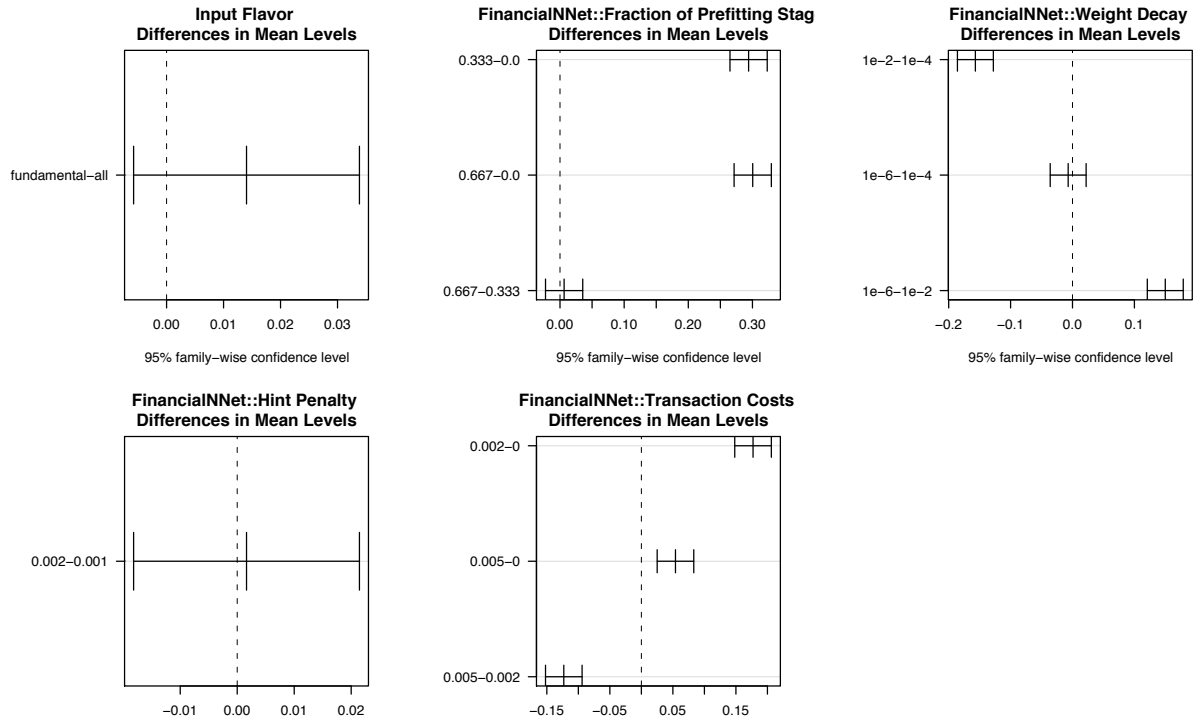 Input Flavor
Differences in Mean Levels
fundamental−all
0.00 0.01 0.02 0.03
95% family−wise confidence level
FinancialNNet::Fraction of Prefitting Stag
Differences in Mean Levels
0.333−0.0
0.667−0.0
0.667−0.333
0.00 0.10 0.20 0.30
95% family−wise confidence level
FinancialNNet::Weight Decay
Differences in Mean Levels
1e−2−1e−4
1e−6−1e−4
1e−6−1e−2
−0.2 −0.1 0.0 0.1
95% family−wise confidence level
FinancialNNet::Hint Penalty
Differences in Mean Levels
0.002−0.001
−0.01 0.00 0.01 0.02
FinancialNNet::Transaction Costs
Differences in Mean Levels
0.002−0
0.005−0
0.005−0.002
−0.15 −0.05 0.05 0.15